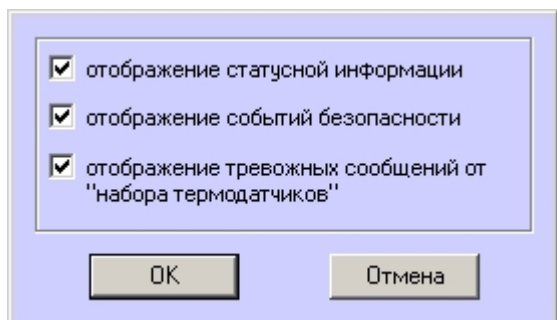 отображение статусной информации
отображение событий безопасности
отображение тревожных сообщений от
"набора термодатчиков"
OK
Отмена